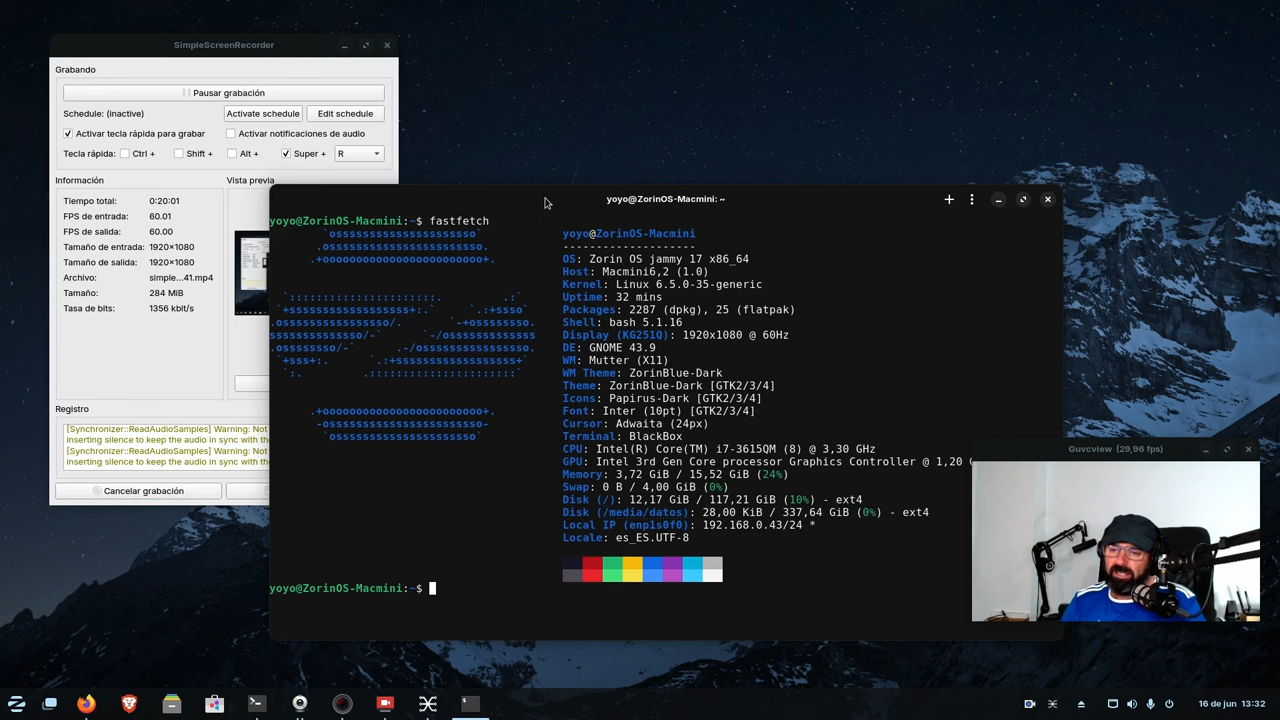 SimpleScreenRecorder
Grabando
Pausar grabación
Schedule: (inactive)
Activate schedule
Edit schedule
Activar tecla rápida para grabar
Activar notificaciones de audio
Tecla rápida:
Ctrl +
Shift +
Alt +
Super +
R
Información
Vista previa
Tiempo total: 0:20:01
FPS de entrada: 60.01
FPS de salida: 60.00
Tamaño de entrada: 1920×1080
Tamaño de salida: 1920×1080
Archivo: simple...41.mp4
Tamaño: 284 MiB
Tasa de bits: 1356 kbit/s
Registro
[Synchronizer::ReadAudioSamples] Warning: Not
inserting silence to keep the audio in sync with the
[Synchronizer::ReadAudioSamples] Warning: Not
inserting silence to keep the audio in sync with the
Cancelar grabación
yoyo@ZorinOS-Macmini: ~
yoyo@ZorinOS-Macmini:~$ fastfetch
yoyo@ZorinOS-Macmini
--------------------
OS: Zorin OS jammy 17 x86_64
Host: Macmini6,2 (1.0)
Kernel: Linux 6.5.0-35-generic
Uptime: 32 mins
Packages: 2287 (dpkg), 25 (flatpak)
Shell: bash 5.1.16
Display (KG251Q): 1920x1080 @ 60Hz
DE: GNOME 43.9
WM: Mutter (X11)
WM Theme: ZorinBlue-Dark
Theme: ZorinBlue-Dark [GTK2/3/4]
Icons: Papirus-Dark [GTK2/3/4]
Font: Inter (10pt) [GTK2/3/4]
Cursor: Adwaita (24px)
Terminal: BlackBox
CPU: Intel(R) Core(TM) i7-3615QM (8) @ 3,30 GHz
GPU: Intel 3rd Gen Core processor Graphics Controller @ 1,20
Memory: 3,72 GiB / 15,52 GiB (24%)
Swap: 0 B / 4,00 GiB (0%)
Disk (/): 12,17 GiB / 117,21 GiB (10%) - ext4
Disk (/media/datos): 28,00 KiB / 337,64 GiB (0%) - ext4
Local IP (enp1s0f0): 192.168.0.43/24 *
Locale: es_ES.UTF-8
yoyo@ZorinOS-Macmini:~$
Guvcview (29,96 fps)
16 de jun 13:32